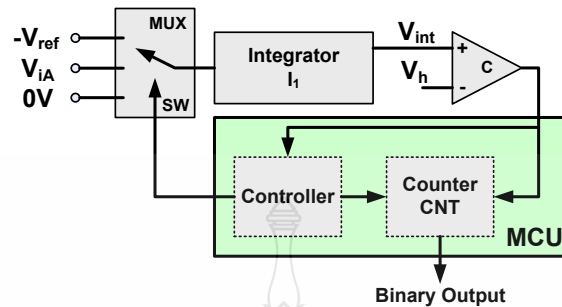 MUX
-Vref
ViA
0V
SW
Integrator
I1
Vint
Vh
+
-
C
Controller
Counter
CNT
MCU
Binary Output